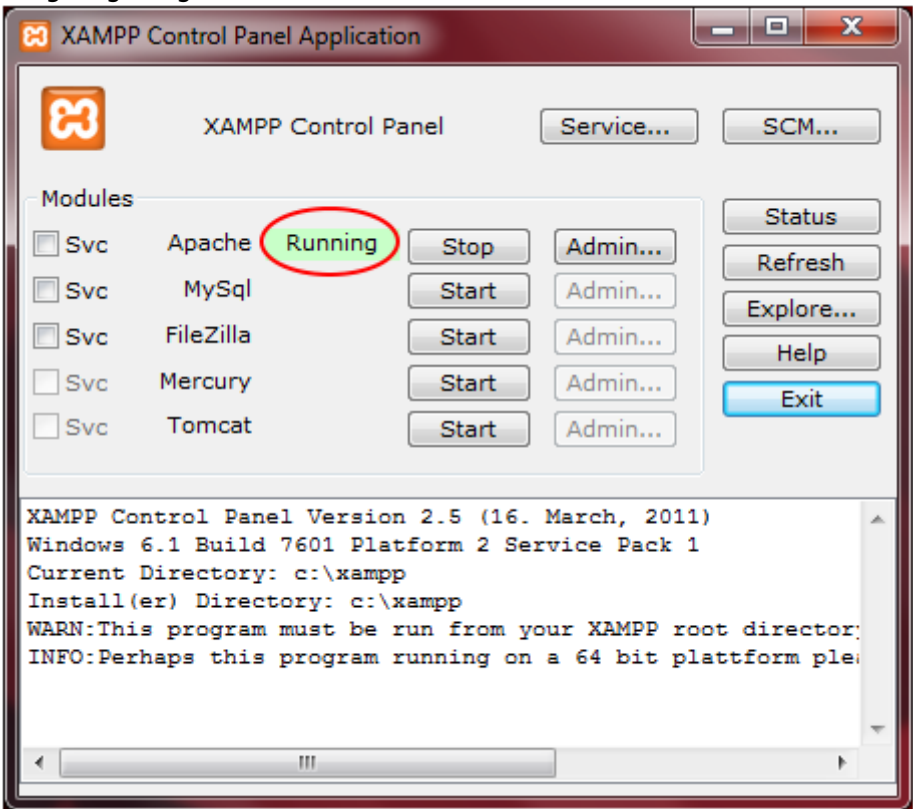 XAMPP Control Panel Application
XAMPP Control Panel Service... SCM...
Modules
Svc Apache Running Stop Admin...
Svc MySql Start Admin...
Svc FileZilla Start Admin...
Svc Mercury Start Admin...
Svc Tomcat Start Admin...
Status
Refresh
Explore...
Help
Exit
XAMPP Control Panel Version 2.5 (16. March, 2011)
Windows 6.1 Build 7601 Platform 2 Service Pack 1
Current Directory: c:\xampp
Install(er) Directory: c:\xampp
WARN:This program must be run from your XAMPP root director
INFO:Perhaps this program running on a 64 bit plattform ple